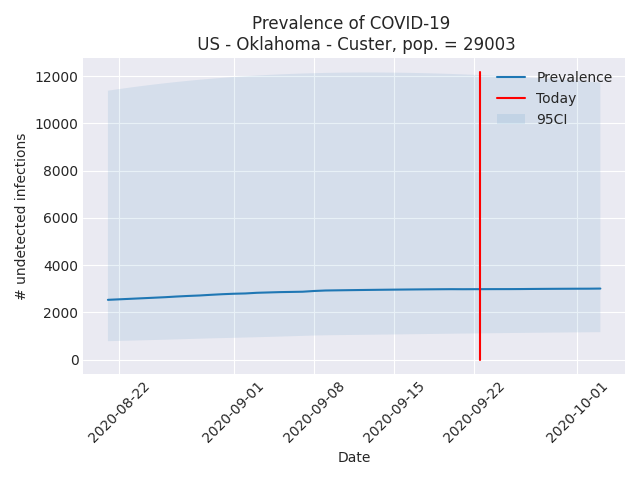 Prevalence of COVID-19
US - Oklahoma - Custer, pop. = 29003
# undetected infections
12000
10000
8000
6000
4000
2000
0
Prevalence
Today
95CI
2020-08-22
2020-09-01
2020-09-08
2020-09-15
2020-09-22
2020-10-01
Date